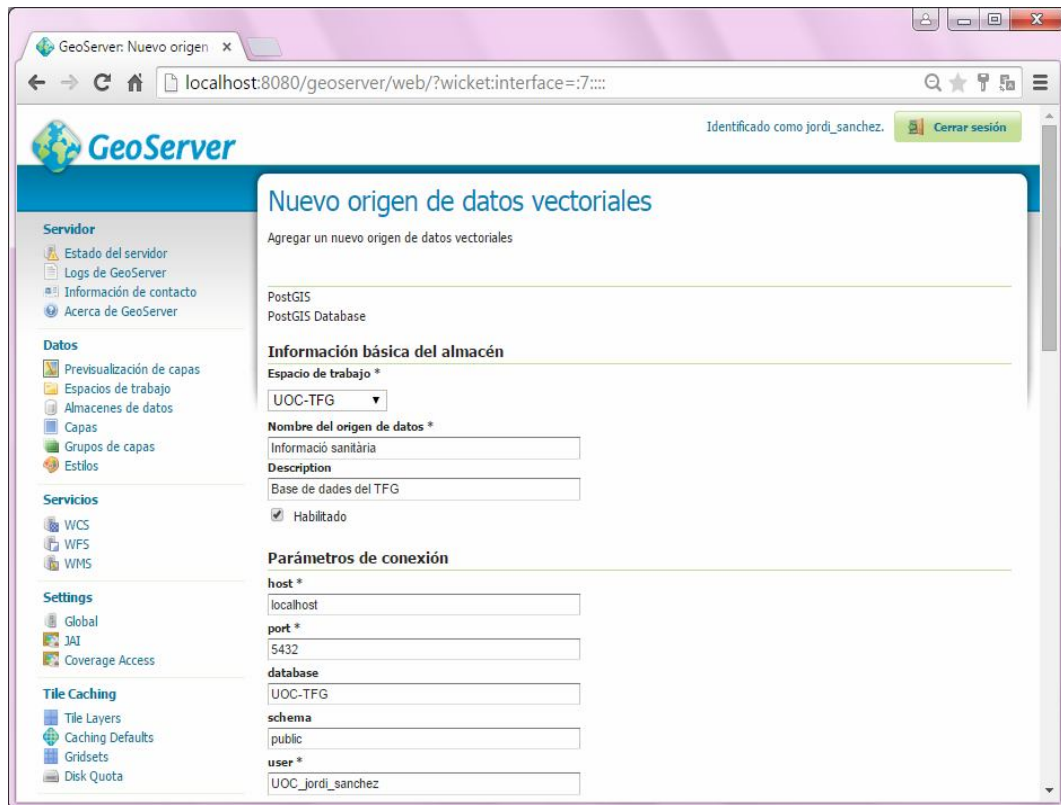 GeoServer: Nuevo origen
localhost:8080/geoserver/web/?wicket:interface=:7::::
GeoServer
Identificado como jordi_sanchez.
Cerrar sesión
Servidor
Estado del servidor
Logs de GeoServer
Información de contacto
Acerca de GeoServer
Datos
Previsualización de capas
Espacios de trabajo
Almacenes de datos
Capas
Grupos de capas
Estilos
Servicios
WCS
WFS
WMS
Settings
Global
JAI
Coverage Access
Tile Caching
Tile Layers
Caching Defaults
Gridsets
Disk Quota
Nuevo origen de datos vectoriales
Agregar un nuevo origen de datos vectoriales
PostGIS
PostGIS Database
Información básica del almacén
Espacio de trabajo *
UOC-TFG
Nombre del origen de datos *
Informació sanitària
Description
Base de dades del TFG
Habilitado
Parámetros de conexión
host *
localhost
port *
5432
database
UOC-TFG
schema
public
user *
UOC_jordi_sanchez